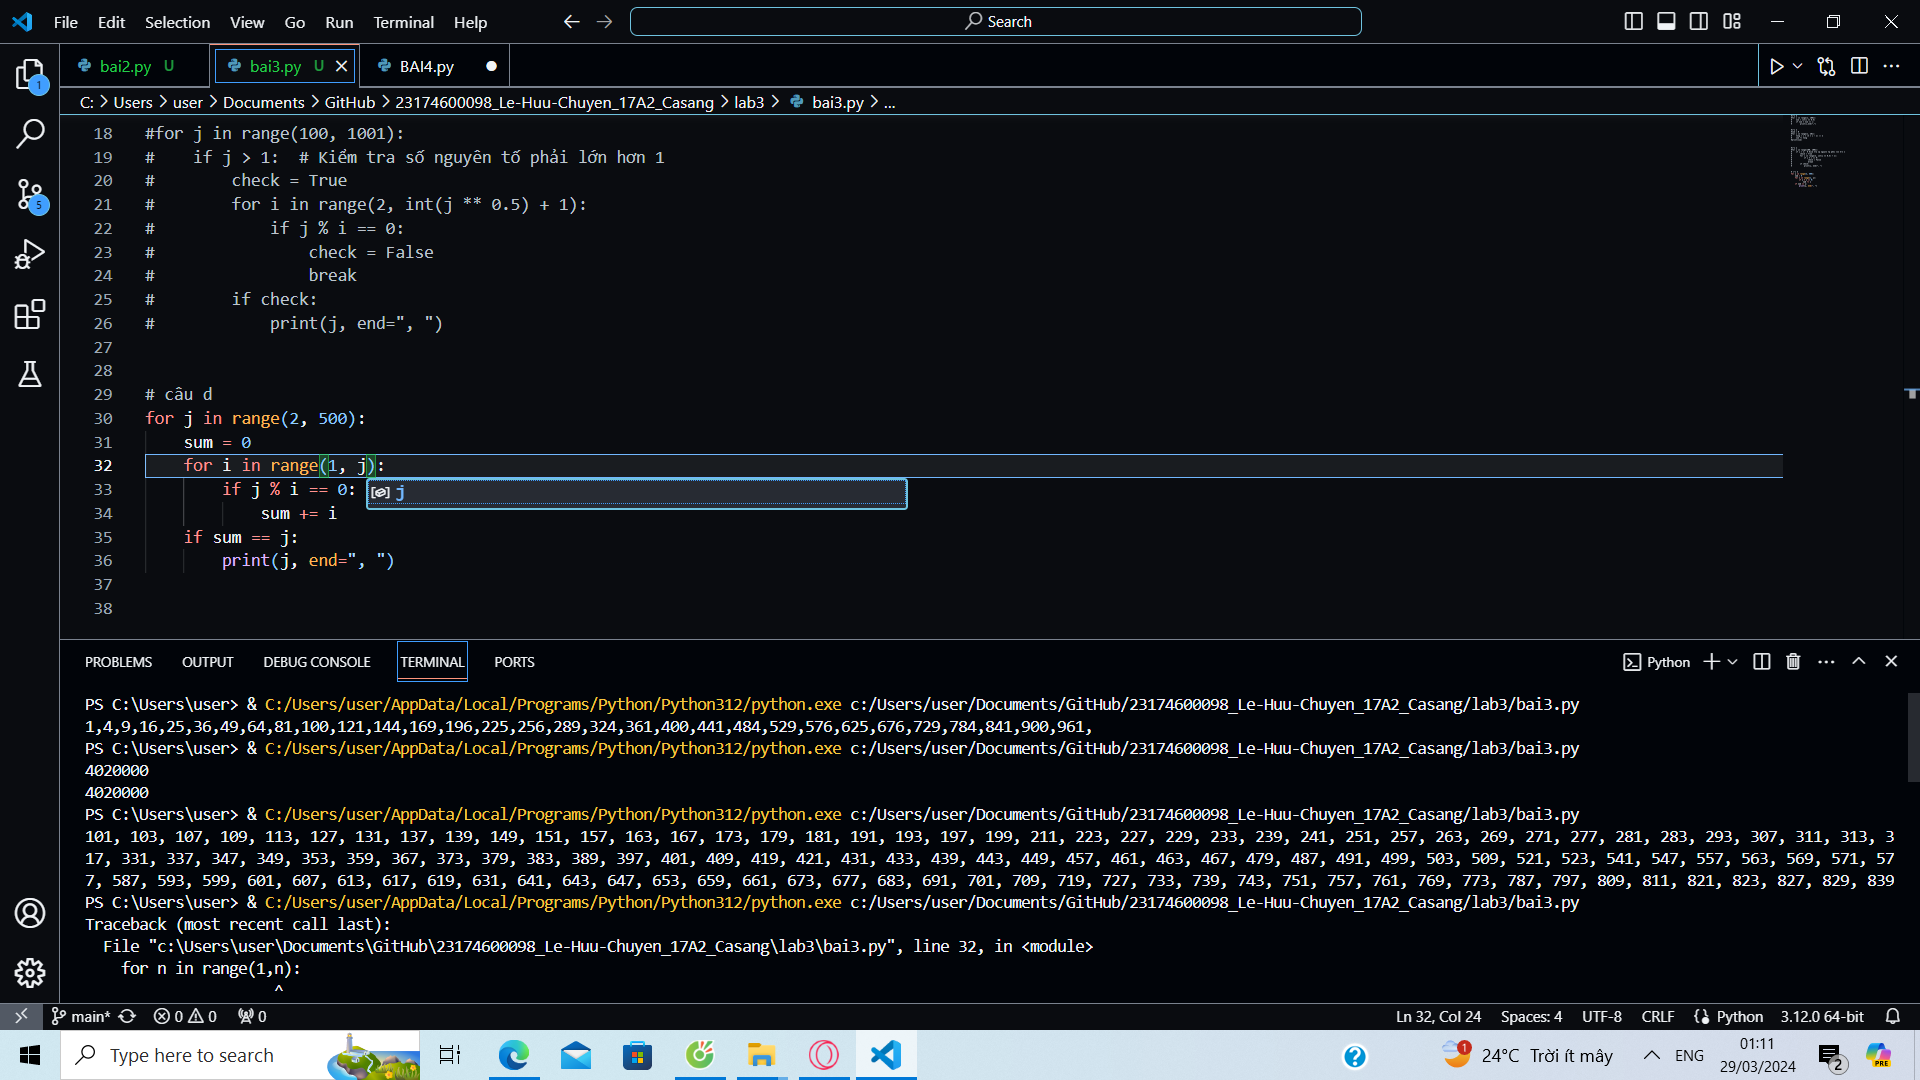 File Edit Selection View Go Run Terminal Help
Search
bai2.py U
bai3.py U
BAI4.py
C: > Users > user > Documents > GitHub > 23174600098_Le-Huu-Chuyen_17A2_Casang > lab3 > bai3.py > ...
18 #for j in range(100, 1001):
19 #    if j > 1:  # Kiểm tra số nguyên tố phải lớn hơn 1
20 #        check = True
21 #        for i in range(2, int(j ** 0.5) + 1):
22 #            if j % i == 0:
23 #                check = False
24 #                break
25 #        if check:
26 #            print(j, end=", ")
27
28
29 # câu d
30 for j in range(2, 500):
31     sum = 0
32     for i in range(1, j):
33         if j % i == 0:
j
34             sum += i
35     if sum == j:
36         print(j, end=", ")
37
38
1
5
PROBLEMS OUTPUT DEBUG CONSOLE TERMINAL PORTS
Python
PS C:\Users\user> & C:/Users/user/AppData/Local/Programs/Python/Python312/python.exe c:/Users/user/Documents/GitHub/23174600098_Le-Huu-Chuyen_17A2_Casang/lab3/bai3.py
1,4,9,16,25,36,49,64,81,100,121,144,169,196,225,256,289,324,361,400,441,484,529,576,625,676,729,784,841,900,961,
PS C:\Users\user> & C:/Users/user/AppData/Local/Programs/Python/Python312/python.exe c:/Users/user/Documents/GitHub/23174600098_Le-Huu-Chuyen_17A2_Casang/lab3/bai3.py
4020000
4020000
PS C:\Users\user> & C:/Users/user/AppData/Local/Programs/Python/Python312/python.exe c:/Users/user/Documents/GitHub/23174600098_Le-Huu-Chuyen_17A2_Casang/lab3/bai3.py
101, 103, 107, 109, 113, 127, 131, 137, 139, 149, 151, 157, 163, 167, 173, 179, 181, 191, 193, 197, 199, 211, 223, 227, 229, 233, 239, 241, 251, 257, 263, 269, 271, 277, 281, 283, 293, 307, 311, 313, 3
17, 331, 337, 347, 349, 353, 359, 367, 373, 379, 383, 389, 397, 401, 409, 419, 421, 431, 433, 439, 443, 449, 457, 461, 463, 467, 479, 487, 491, 499, 503, 509, 521, 523, 541, 547, 557, 563, 569, 571, 57
7, 587, 593, 599, 601, 607, 613, 617, 619, 631, 641, 643, 647, 653, 659, 661, 673, 677, 683, 691, 701, 709, 719, 727, 733, 739, 743, 751, 757, 761, 769, 773, 787, 797, 809, 811, 821, 823, 827, 829, 839
PS C:\Users\user> & C:/Users/user/AppData/Local/Programs/Python/Python312/python.exe c:/Users/user/Documents/GitHub/23174600098_Le-Huu-Chuyen_17A2_Casang/lab3/bai3.py
Traceback (most recent call last):
  File "c:\Users\user\Documents\GitHub\23174600098_Le-Huu-Chuyen_17A2_Casang\lab3\bai3.py", line 32, in <module>
    for n in range(1,n):
                     ^
main* 0 0 0 Ln 32, Col 24 Spaces: 4 UTF-8 CRLF Python 3.12.0 64-bit
Type here to search
1 24°C Trời ít mây ENG 01:11 2 PRE
29/03/2024